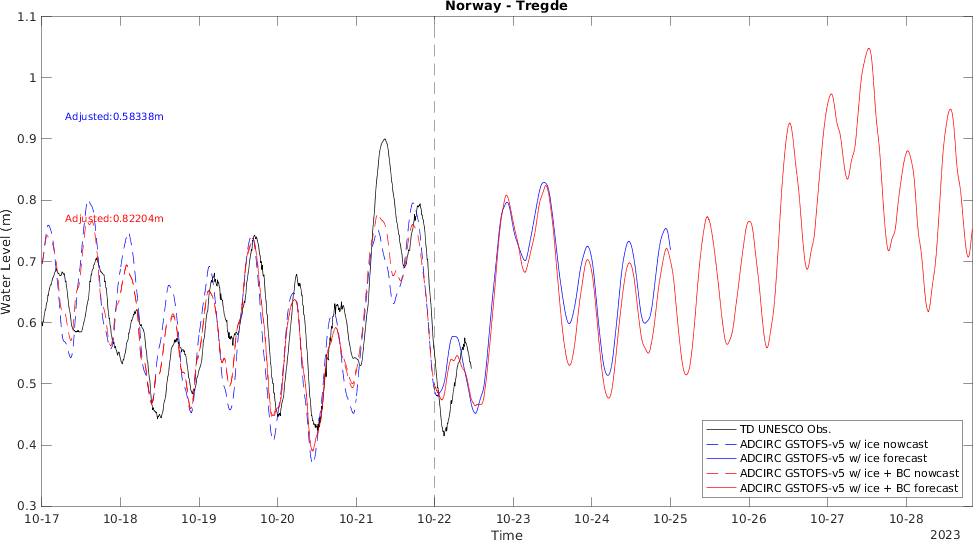 Norway - Tregde
1.1
1
0.9
0.8
0.7
0.6
0.5
0.4
0.3
Water Level (m)
Adjusted:0.58338m
Adjusted:0.82204m
TD UNESCO Obs.
ADCIRC GSTOFS-v5 w/ ice nowcast
ADCIRC GSTOFS-v5 w/ ice forecast
ADCIRC GSTOFS-v5 w/ ice + BC nowcast
ADCIRC GSTOFS-v5 w/ ice + BC forecast
10-17 10-18 10-19 10-20 10-21 10-22 10-23 10-24 10-25 10-26 10-27 10-28
Time
2023